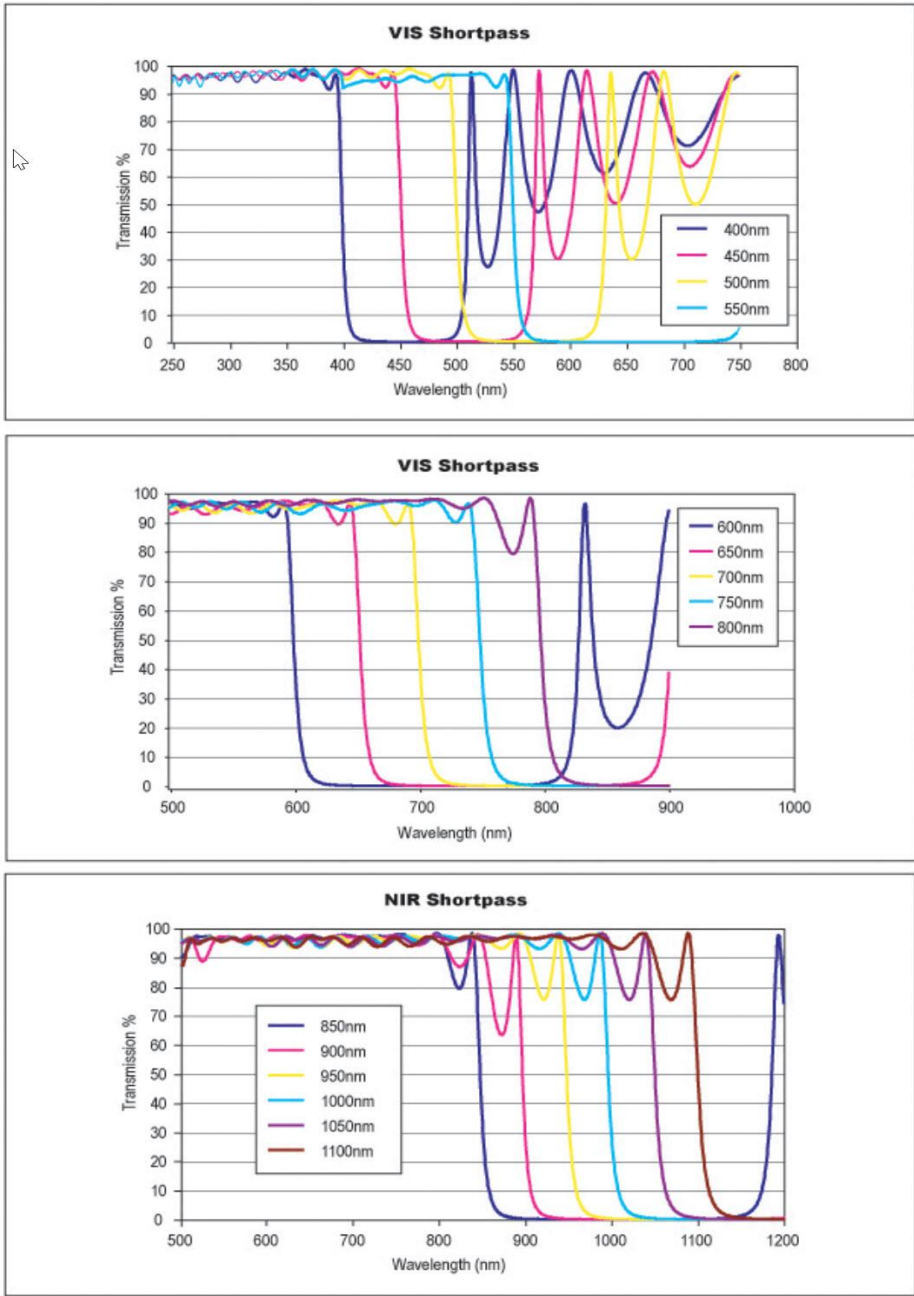 VIS Shortpass
100
90
80
70
60
50
40
30
20
10
0
Transmission %
400nm
450nm
500nm
550nm
250 300 350 400 450 500 550 600 650 700 750 800
Wavelength (nm)
VIS Shortpass
100
90
80
70
60
50
40
30
20
10
0
Transmission %
600nm
650nm
700nm
750nm
800nm
500 600 700 800 900 1000
Wavelength (nm)
NIR Shortpass
100
90
80
70
60
50
40
30
20
10
0
Transmission %
850nm
900nm
950nm
1000nm
1050nm
1100nm
500 600 700 800 900 1000 1100 1200
Wavelength (nm)